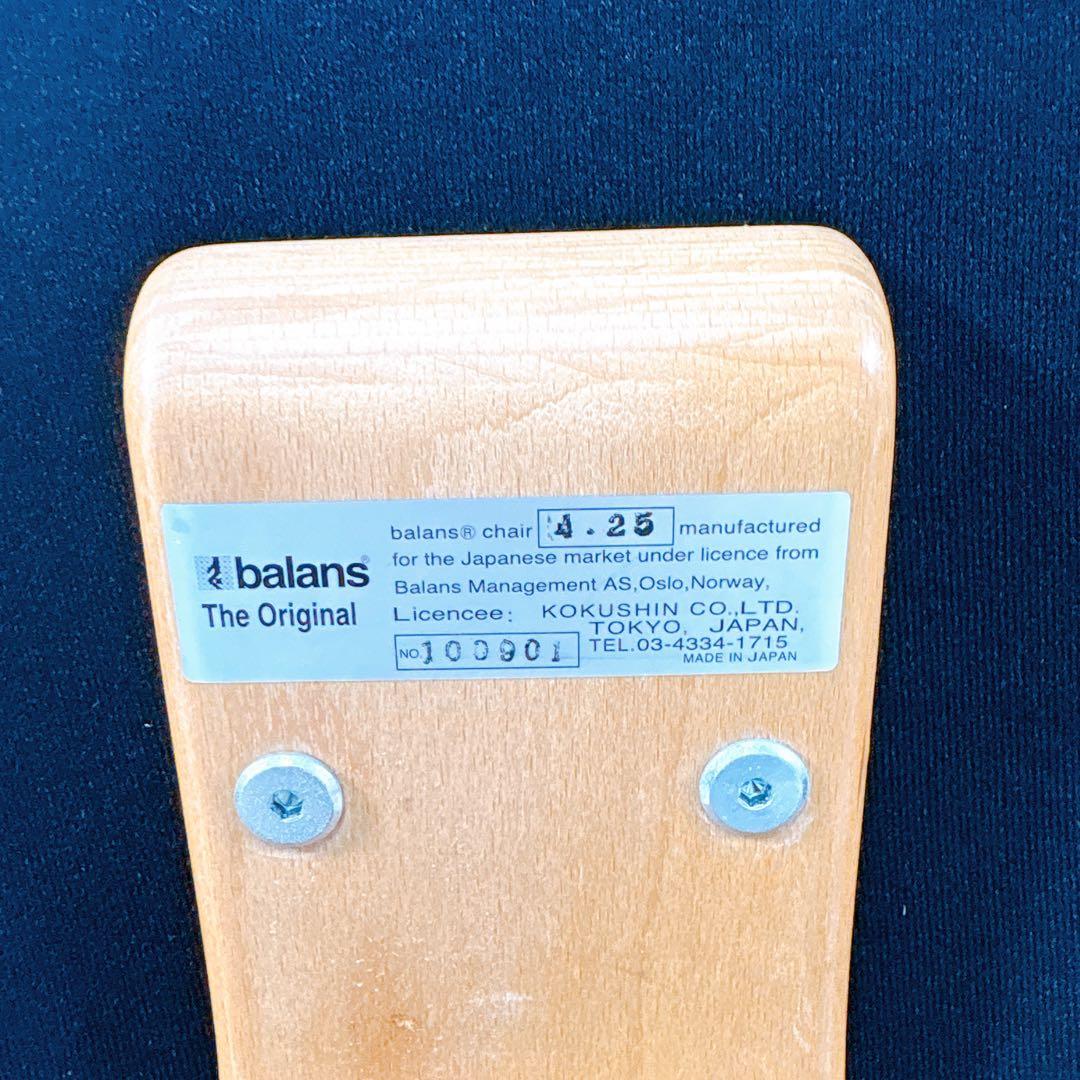 balans®
The Original
balans® chair 4.25 manufactured
for the Japanese market under licence from
Balans Management AS,Oslo,Norway,
Licencee: KOKUSHIN CO.,LTD.
TOKYO, JAPAN,
NO.100901 TEL.03-4334-1715
MADE IN JAPAN